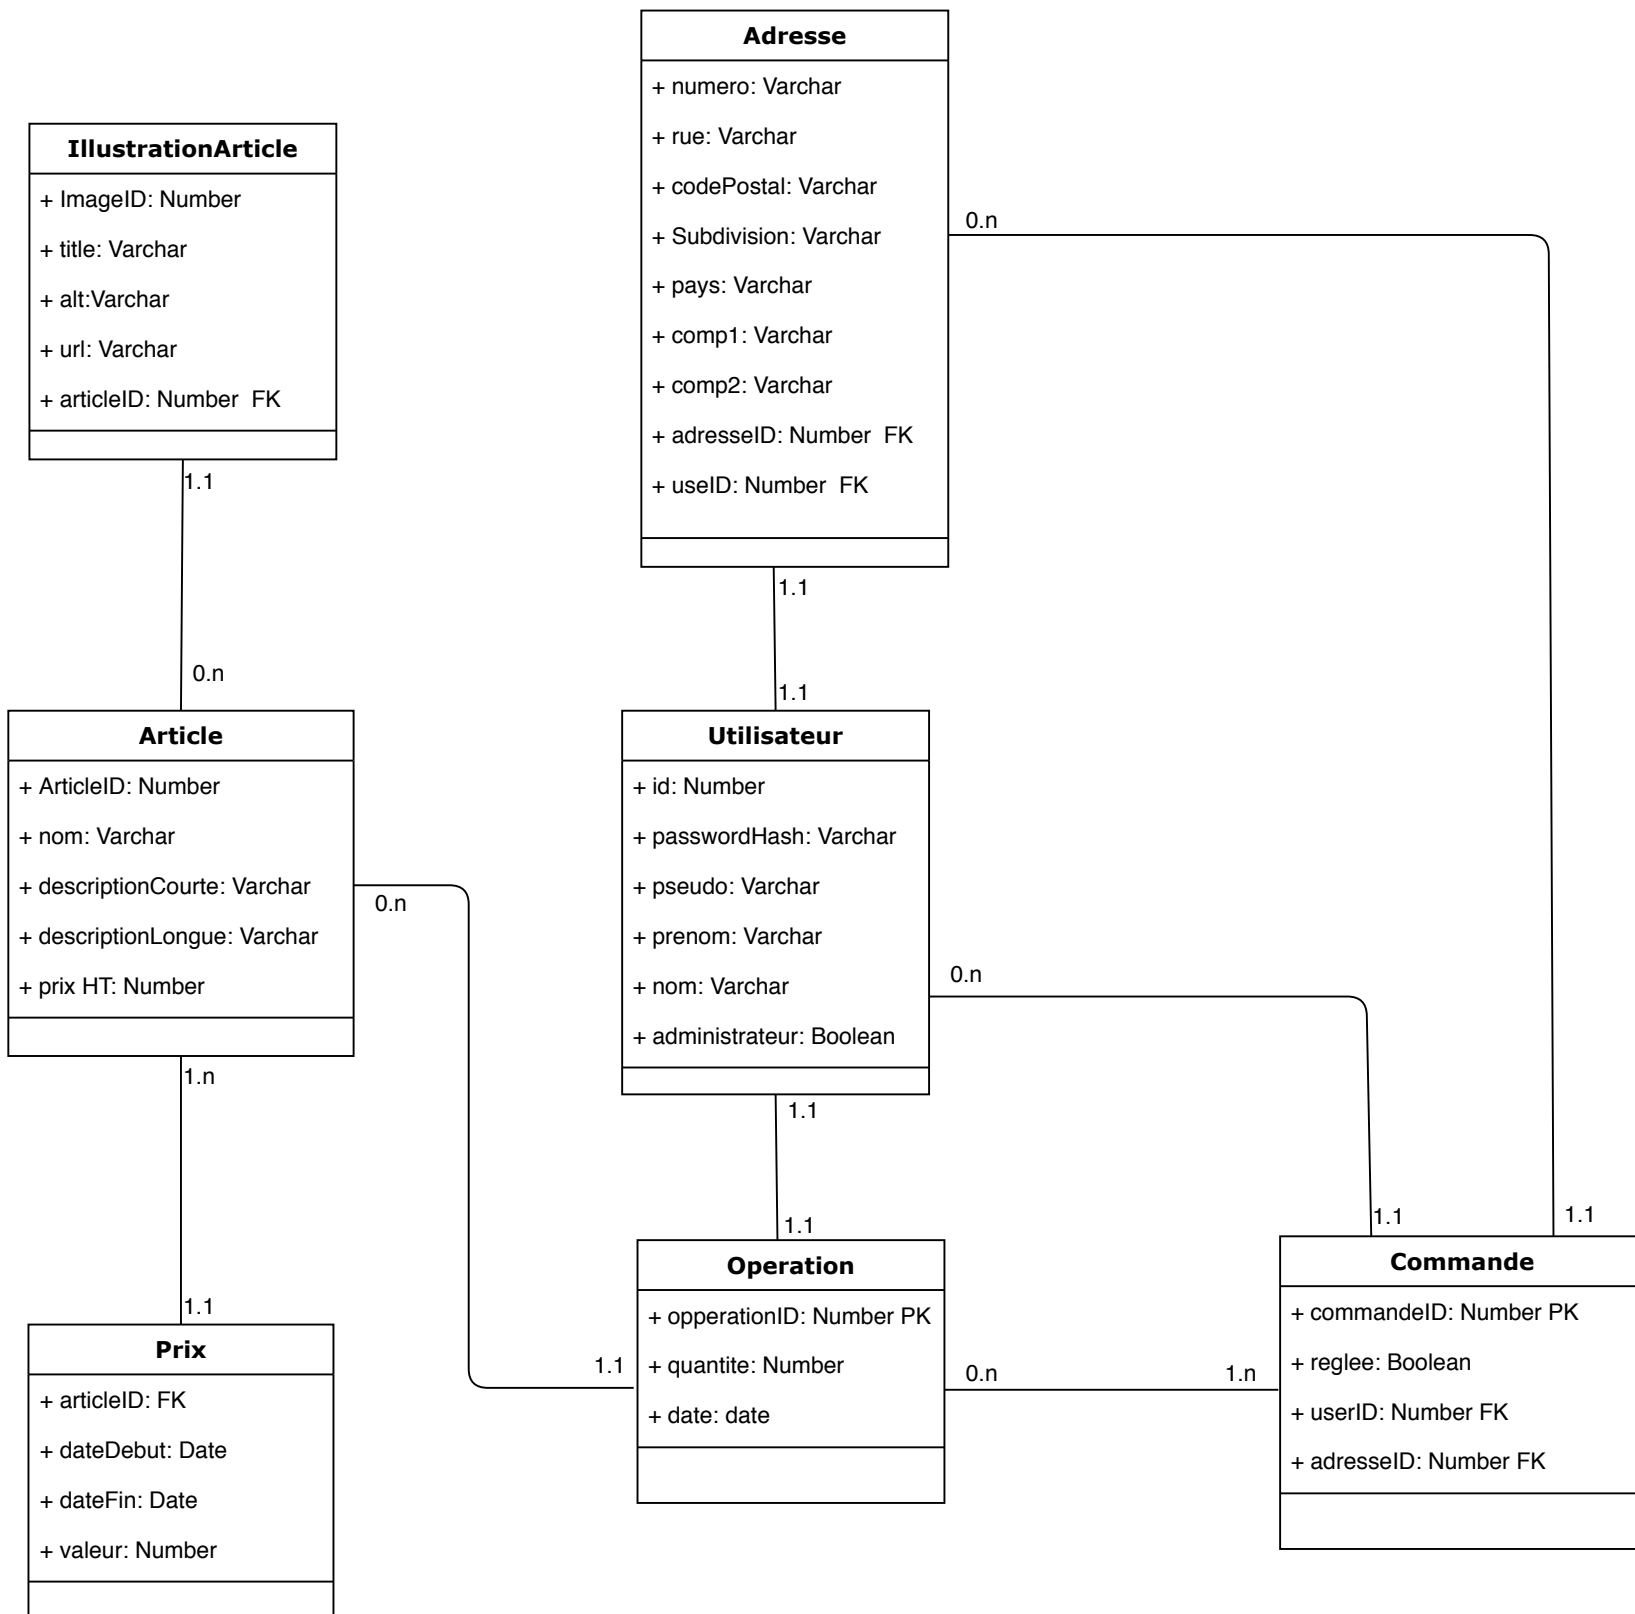 Adresse
+ numero: Varchar
+ rue: Varchar
+ codePostal: Varchar
+ Subdivision: Varchar
+ pays: Varchar
+ comp1: Varchar
+ comp2: Varchar
+ adresseID: Number  FK
+ useID: Number  FK
0.n
1.1
IllustrationArticle
+ ImageID: Number
+ title: Varchar
+ alt:Varchar
+ url: Varchar
+ articleID: Number  FK
1.1
0.n
Article
+ ArticleID: Number
+ nom: Varchar
+ descriptionCourte: Varchar
+ descriptionLongue: Varchar
+ prix HT: Number
0.n
1.n
1.1
Utilisateur
+ id: Number
+ passwordHash: Varchar
+ pseudo: Varchar
+ prenom: Varchar
+ nom: Varchar
+ administrateur: Boolean
0.n
1.1
1.1
Prix
+ articleID: FK
+ dateDebut: Date
+ dateFin: Date
+ valeur: Number
1.1
1.1
Operation
+ opperationID: Number PK
+ quantite: Number
+ date: date
0.n
1.n
1.1
1.1
Commande
+ commandeID: Number PK
+ reglee: Boolean
+ userID: Number FK
+ adresseID: Number FK